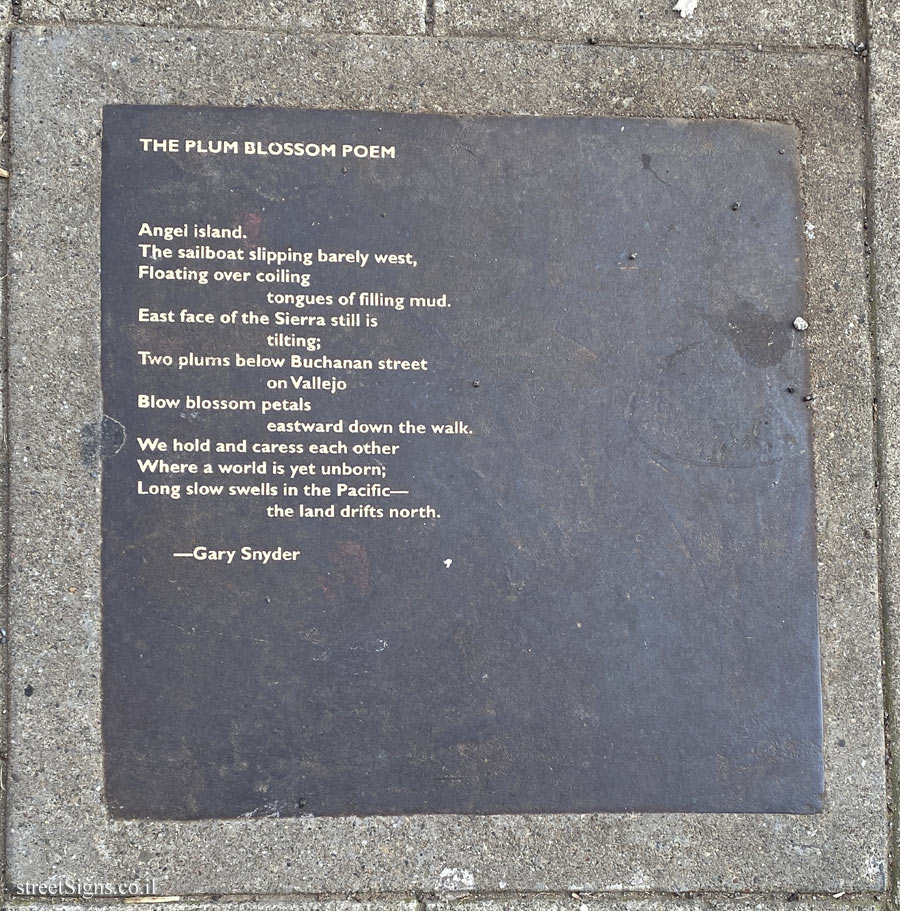 THE PLUM BLOSSOM POEM
Angel island.
The sailboat slipping barely west,
Floating over coiling
tongues of filling mud.
East face of the Sierra still is
tilting;
Two plums below Buchanan street
on Vallejo
Blow blossom petals
eastward down the walk.
We hold and caress each other
Where a world is yet unborn;
Long slow swells in the Pacific—
the land drifts north.
—Gary Snyder
streetSigns.co.il